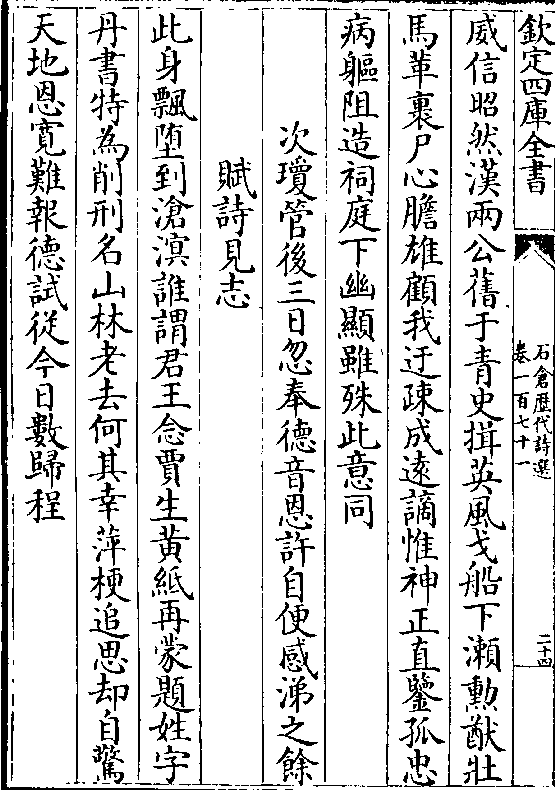 欽定四庫全書
石倉歷代詩選
卷一百七十一
二十四
威信昭然漢兩公舊于青史揖英風戈船下瀬勲猷壯
馬革裹尸心膽雄顧我迂疎成遠謫惟神正直鑒孤忠
病軀阻造祠庭下幽顯雖殊此意同
次瓊管後三日忽奉德音恩許自便感涕之餘
賦詩見志
此身飄堕到滄溟誰謂君王念賈生黄紙再蒙題姓字
丹書特為削刑名山林老去何其幸萍梗追思却自驚
天地恩寛難報德試從今日數歸程